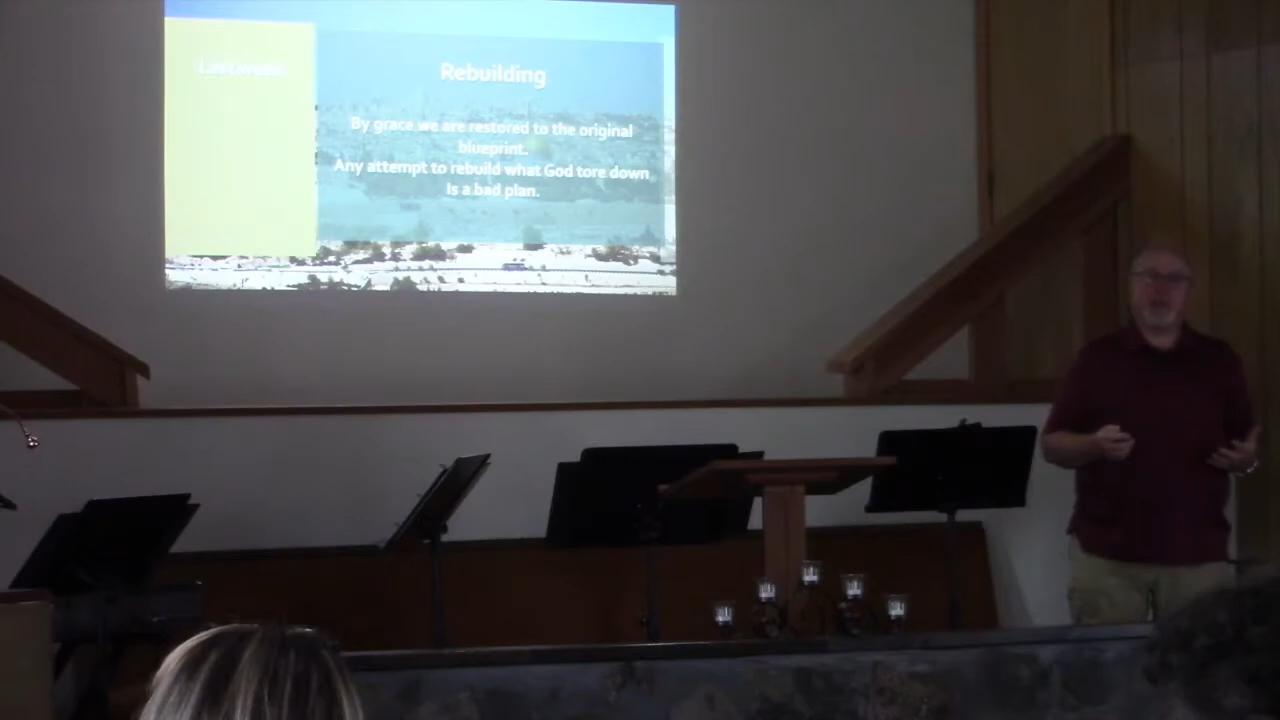 Rebuilding
By grace we are restored to the original
blueprint.
Any attempt to rebuild what God tore down
Is a bad plan.